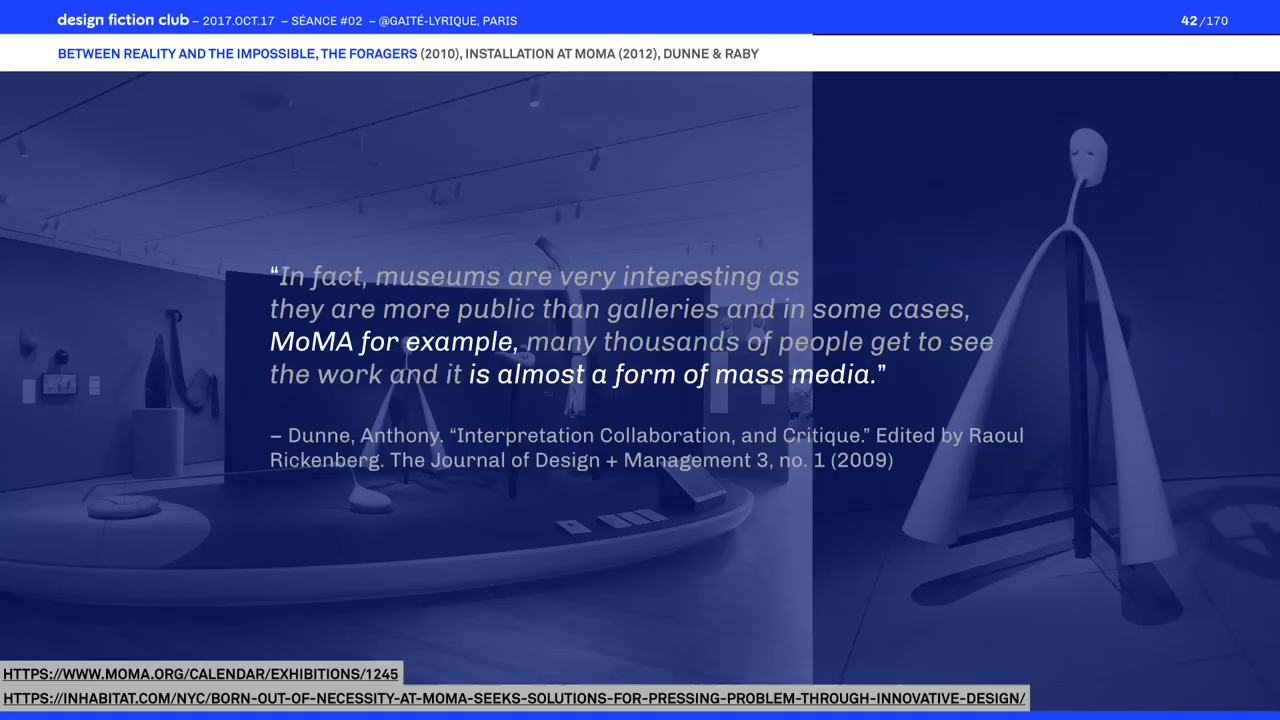 design fiction club – 2017.OCT.17 – SÉANCE #02 – @GAITÉ-LYRIQUE, PARIS
42/170
BETWEEN REALITY AND THE IMPOSSIBLE, THE FORAGERS (2010), INSTALLATION AT MOMA (2012), DUNNE & RABY
“In fact, museums are very interesting as
they are more public than galleries and in some cases,
MoMA for example, many thousands of people get to see
the work and it is almost a form of mass media.”
– Dunne, Anthony. “Interpretation Collaboration, and Critique.” Edited by Raoul
Rickenberg. The Journal of Design + Management 3, no. 1 (2009)
HTTPS://WWW.MOMA.ORG/CALENDAR/EXHIBITIONS/1245
HTTPS://INHABITAT.COM/NYC/BORN-OUT-OF-NECESSITY-AT-MOMA-SEEKS-SOLUTIONS-FOR-PRESSING-PROBLEM-THROUGH-INNOVATIVE-DESIGN/